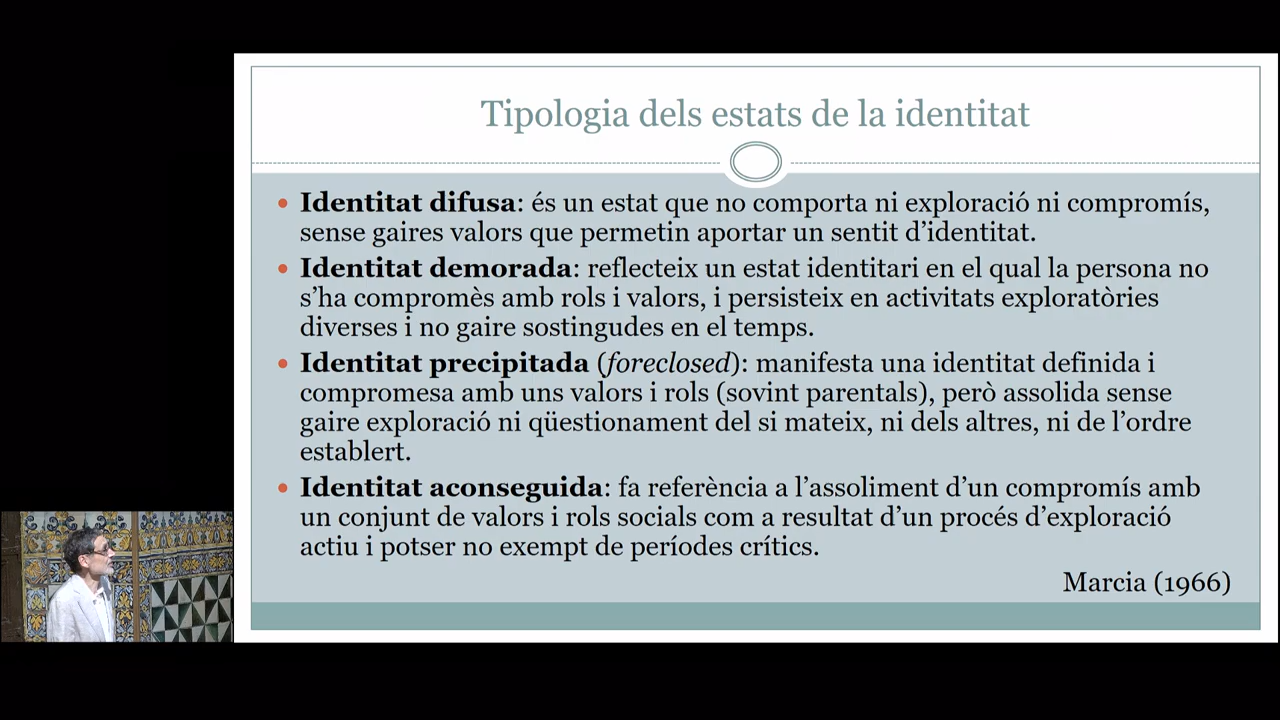 Tipologia dels estats de la identitat
Identitat difusa: és un estat que no comporta ni exploració ni compromís,
sense gaires valors que permetin aportar un sentit d’identitat.
Identitat demorada: reflecteix un estat identitari en el qual la persona no
s’ha compromès amb rols i valors, i persisteix en activitats exploratòries
diverses i no gaire sostingudes en el temps.
Identitat precipitada (foreclosed): manifesta una identitat definida i
compromesa amb uns valors i rols (sovint parentals), però assolida sense
gaire exploració ni qüestionament del si mateix, ni dels altres, ni de l’ordre
establert.
Identitat aconseguida: fa referència a l’assoliment d’un compromís amb
un conjunt de valors i rols socials com a resultat d’un procés d’exploració
actiu i potser no exempt de períodes crítics.
Marcia (1966)